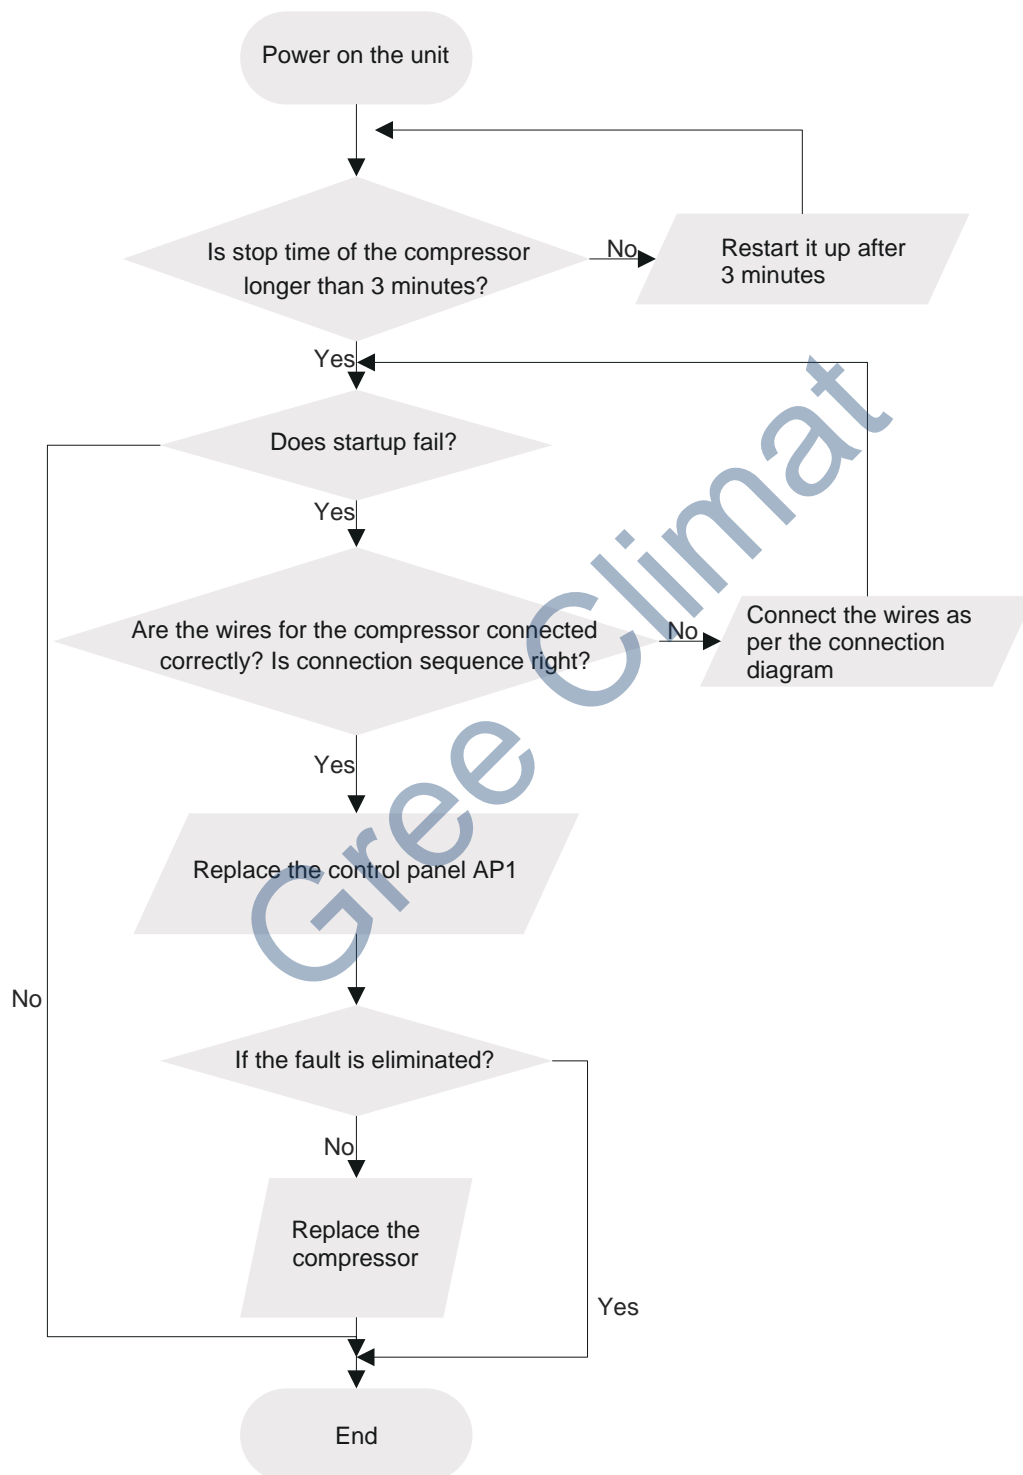 Power on the unit
Is stop time of the compressor
longer than 3 minutes?
No
Restart it up after
3 minutes
Yes
Does startup fail?
Yes
Are the wires for the compressor connected
correctly? Is connection sequence right?
No
Connect the wires as
per the connection
diagram
Yes
Replace the control panel AP1
No
If the fault is eliminated?
No
Replace the
compressor
Yes
End
Gree Climat